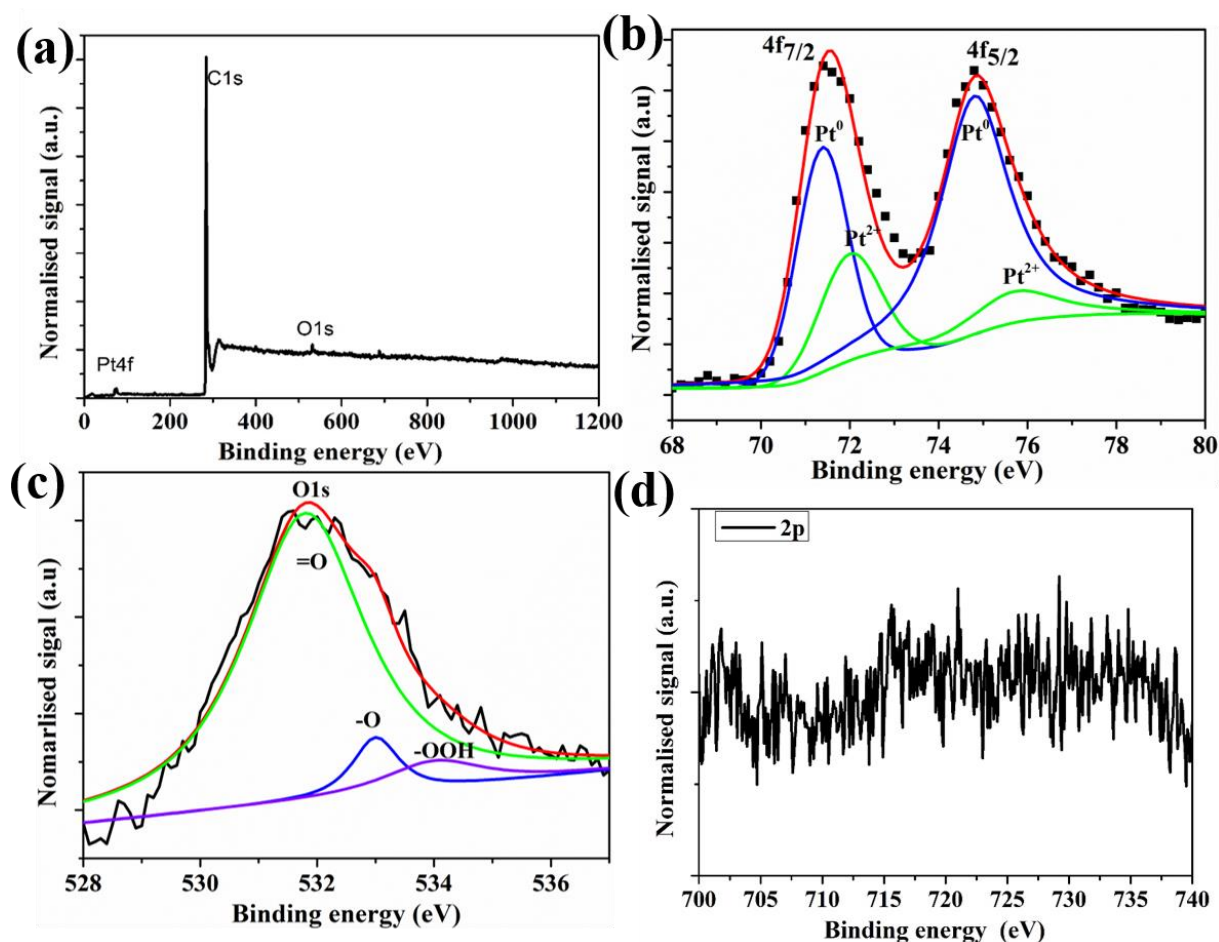 (a)
C1s
O1s
Pt4f
Normalised signal (a.u.)
0 200 400 600 800 1000 1200
Binding energy (eV)
(b)
4f7/2
4f5/2
Pt0
Pt0
Pt2+
Pt2+
Normalised signal (a.u.)
68 70 72 74 76 78 80
Binding energy (eV)
(c)
O1s
=O
-O
-OOH
Nomarlised sigal (a.u)
528 530 532 534 536
Binding energy (eV)
(d)
2p
Normalised signal (a.u.)
700 705 710 715 720 725 730 735 740
Binding energy (eV)